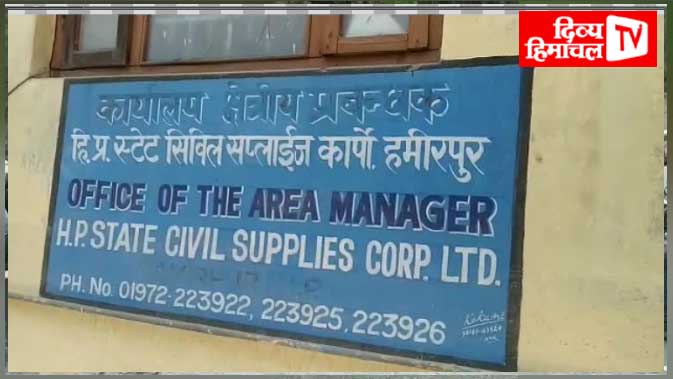 दिव्य
हिमाचल TV
कार्यालय क्षेत्रीय प्रबन्धक
हि.प्र. स्टेट सिविल सप्लाईज कार्पो. हमीरपुर
OFFICE OF THE AREA MANAGER
H.P. STATE CIVIL SUPPLIES CORP. LTD.
PH. No. 01972-223922, 223925, 223926